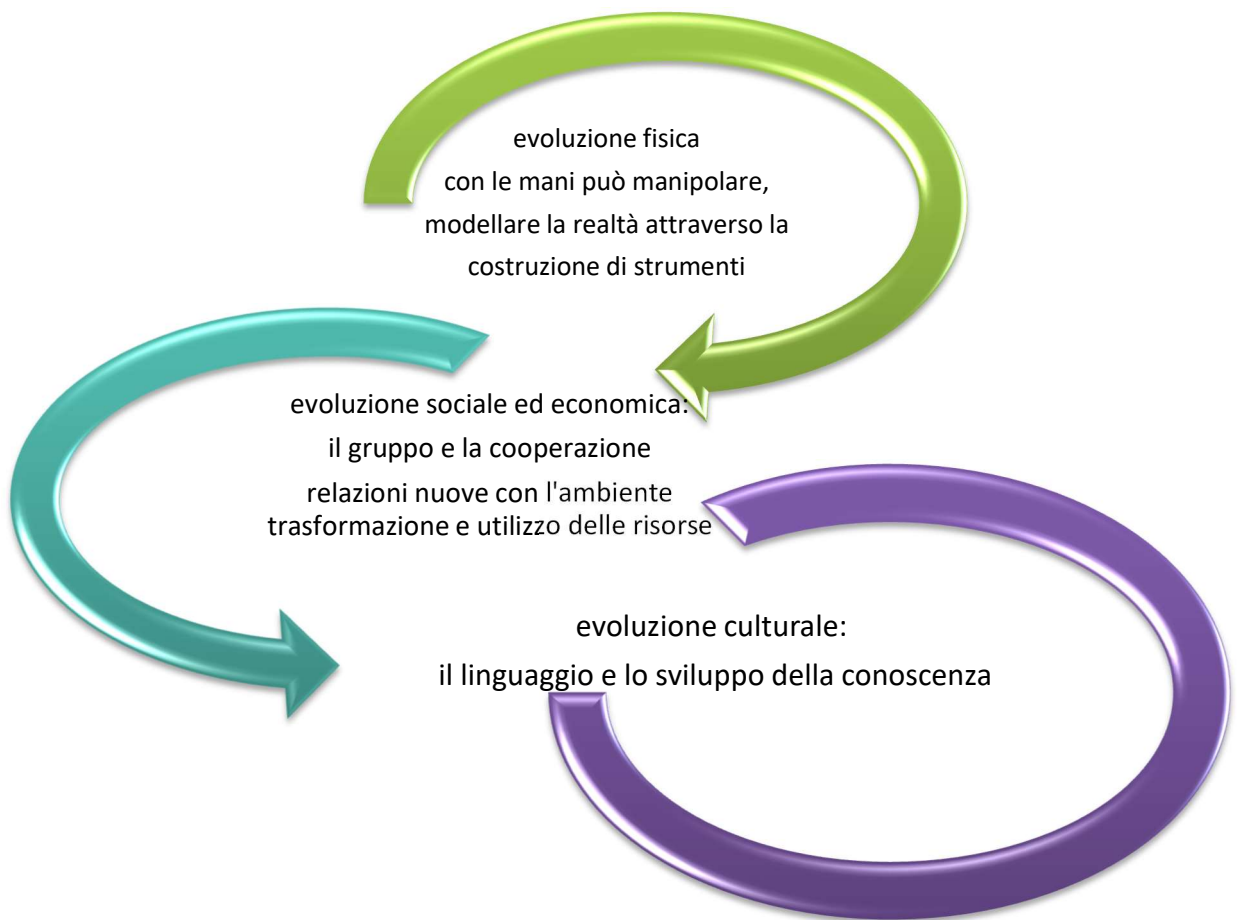 evoluzione fisica
con le mani può manipolare,
modellare la realtà attraverso la
costruzione di strumenti
evoluzione sociale ed economica:
il gruppo e la cooperazione
relazioni nuove con l'ambiente
trasformazione e utilizzo delle risorse
evoluzione culturale:
il linguaggio e lo sviluppo della conoscenza